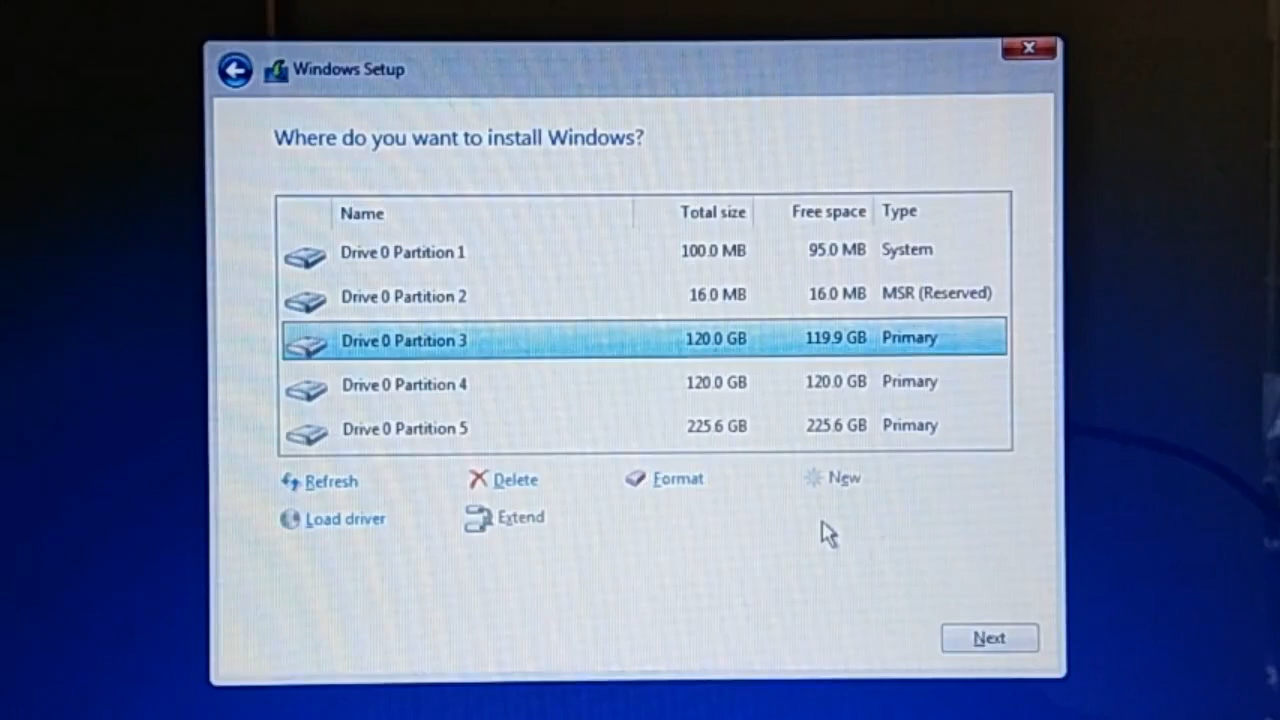 Windows Setup
Where do you want to install Windows?
Name Total size Free space Type
Drive 0 Partition 1 100.0 MB 95.0 MB System
Drive 0 Partition 2 16.0 MB 16.0 MB MSR (Reserved)
Drive 0 Partition 3 120.0 GB 119.9 GB Primary
Drive 0 Partition 4 120.0 GB 120.0 GB Primary
Drive 0 Partition 5 225.6 GB 225.6 GB Primary
Refresh Delete Format New
Load driver Extend
Next